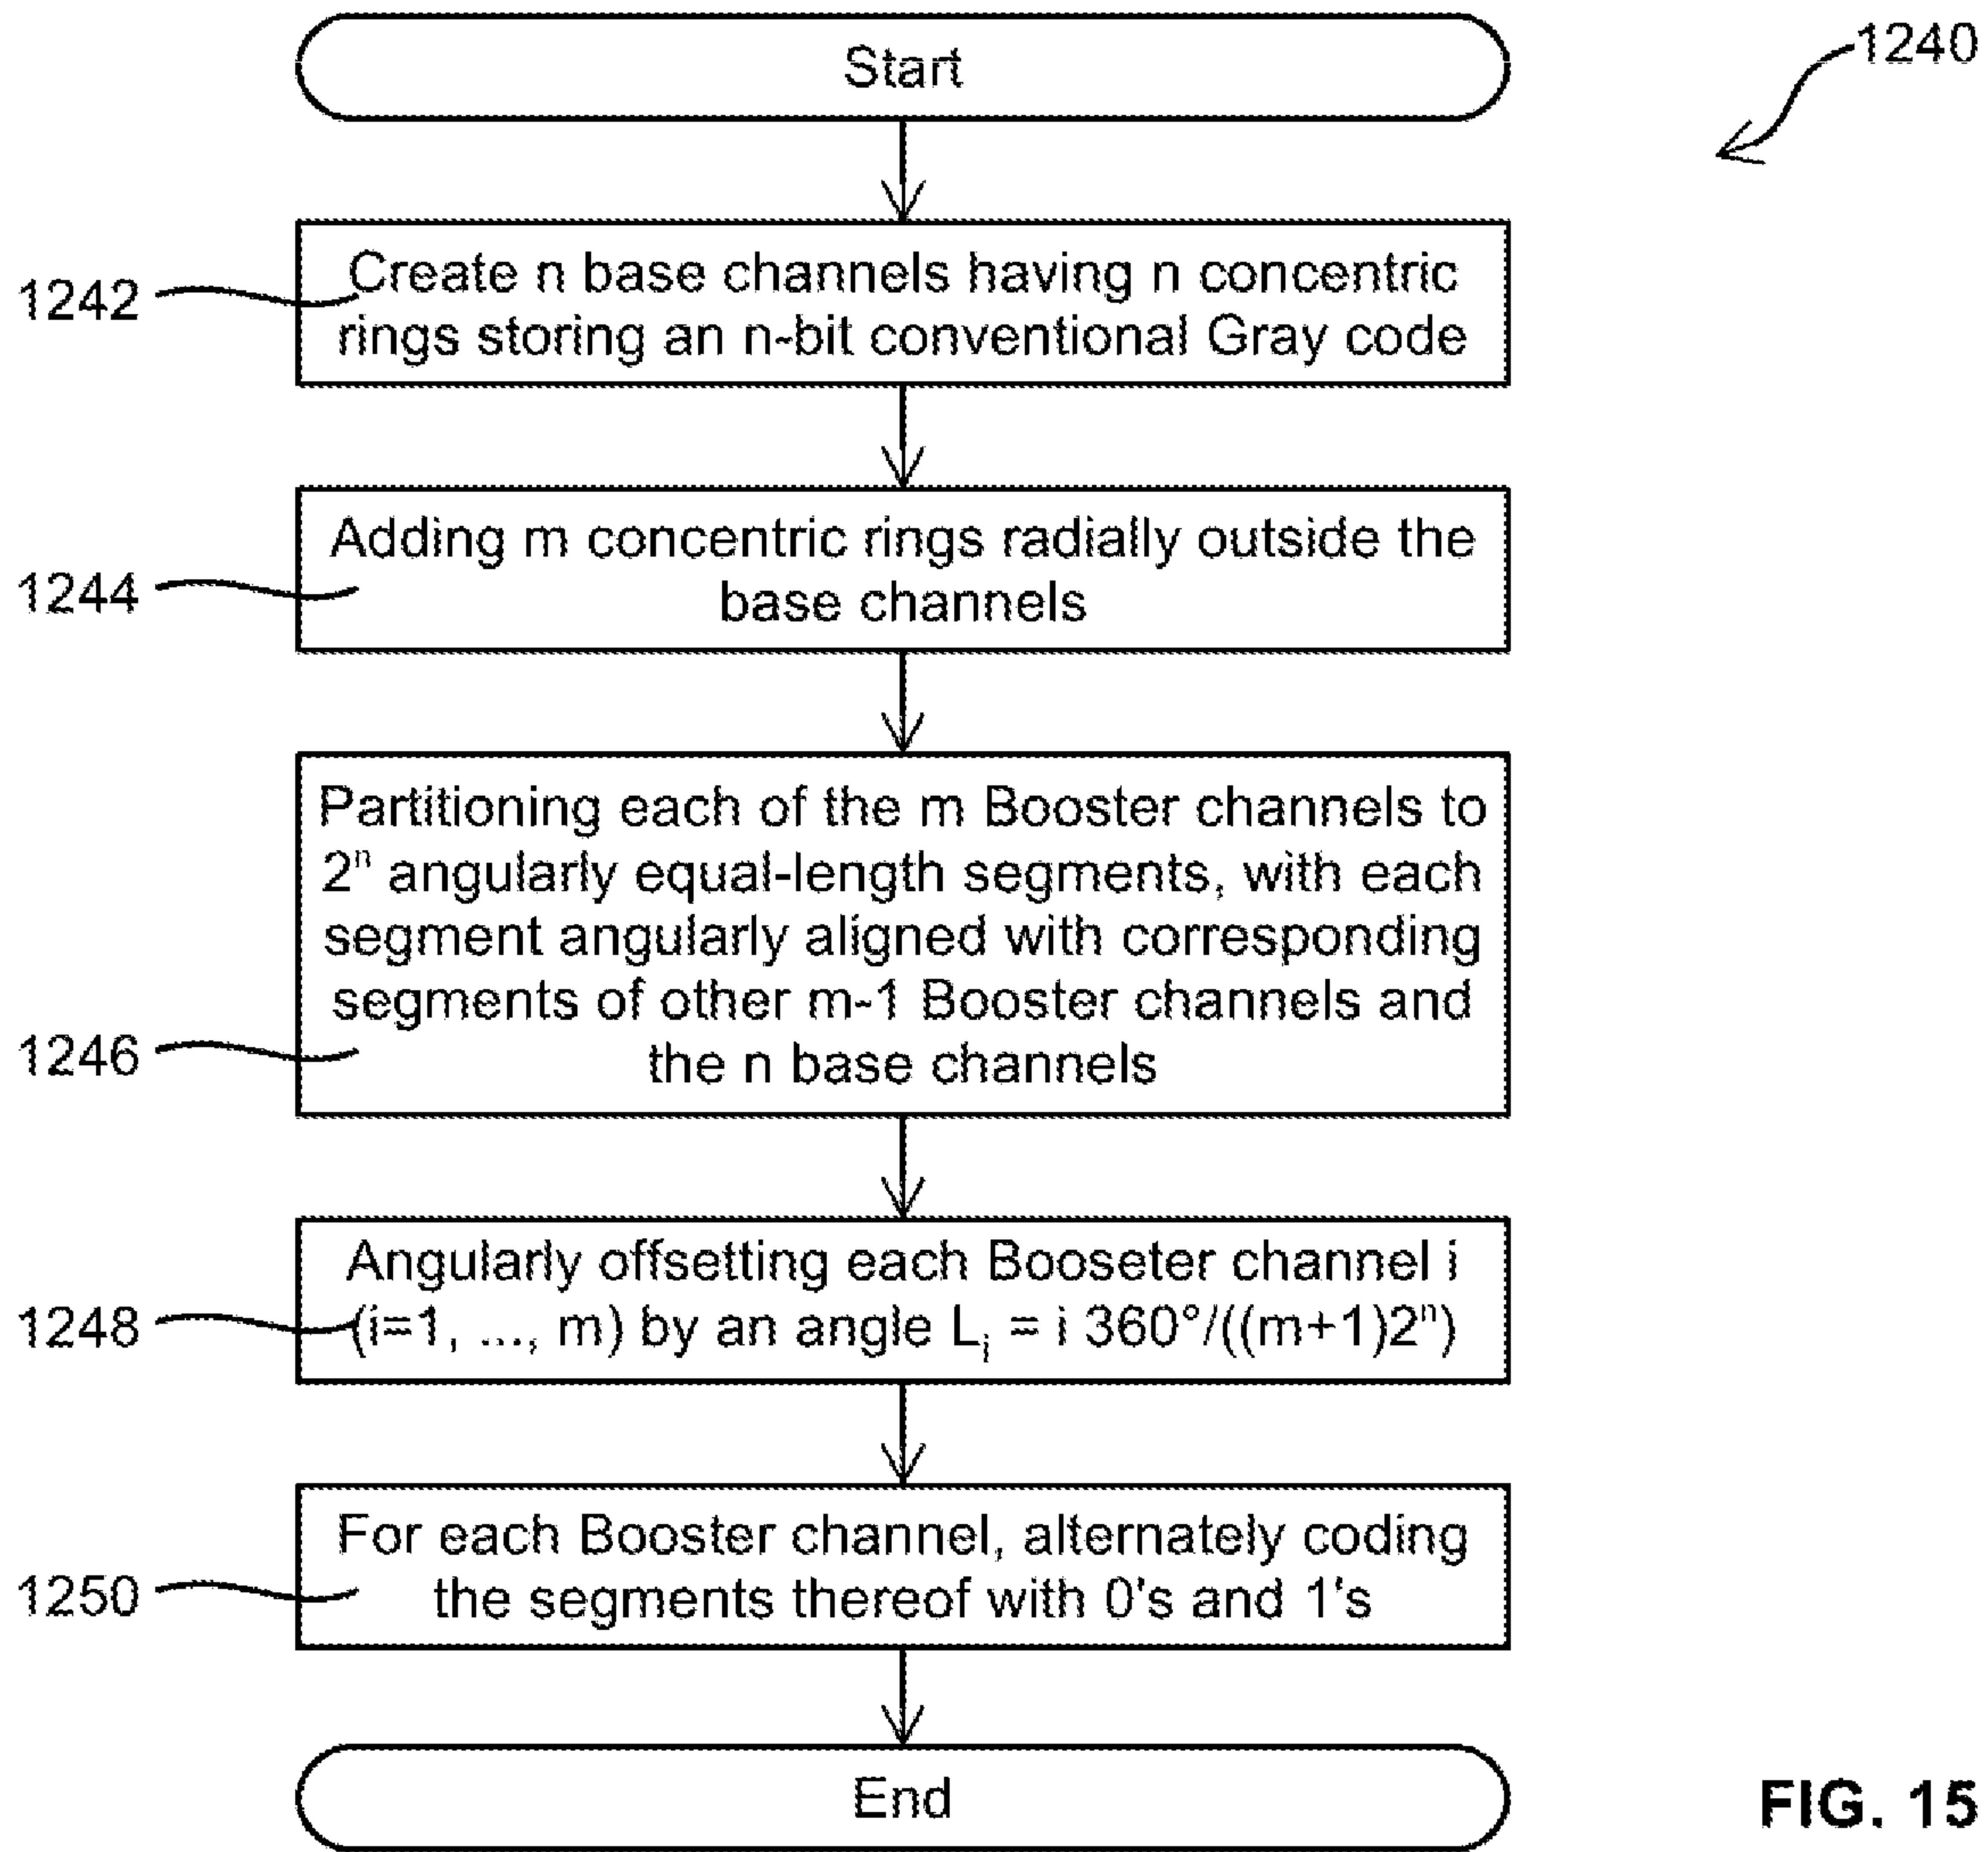 Start
1240
1242
Create n base channels having n concentric
rings storing an n-bit conventional Gray code
1244
Adding m concentric rings radially outside the
base channels
Partitioning each of the m Booster channels to
2ⁿ angularly equal-length segments, with each
segment angularly aligned with corresponding
segments of other m-1 Booster channels and
the n base channels
1246
Angularly offsetting each Booseter channel i
(i=1, ..., m) by an angle Lᵢ = i 360°/((m+1)2ⁿ)
1248
For each Booster channel, alternately coding
the segments thereof with 0's and 1's
1250
End
FIG. 15